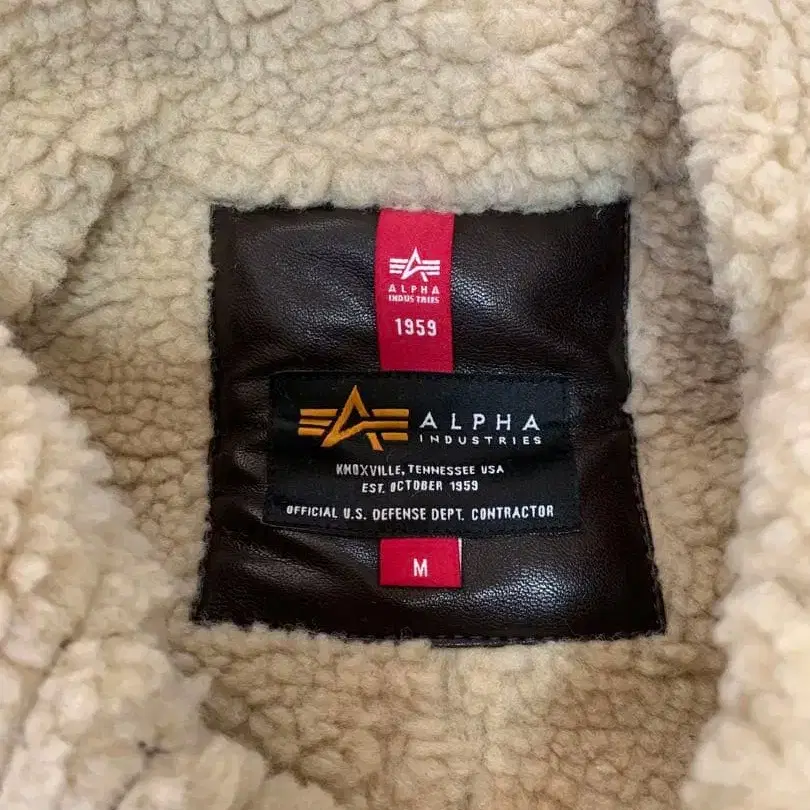 ALPHA
INDUSTRIES
1959
ALPHA
INDUSTRIES
KNOXVILLE, TENNESSEE USA
EST. OCTOBER 1959
OFFICIAL U.S. DEFENSE DEPT. CONTRACTOR
M